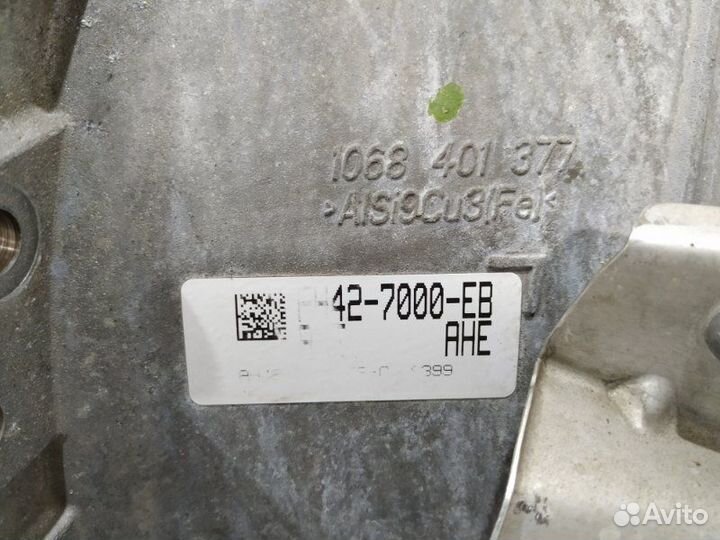 1068 401 377
>AlSi9Cu3(Fe)<
42-7000-EB
AHE
399
Avito